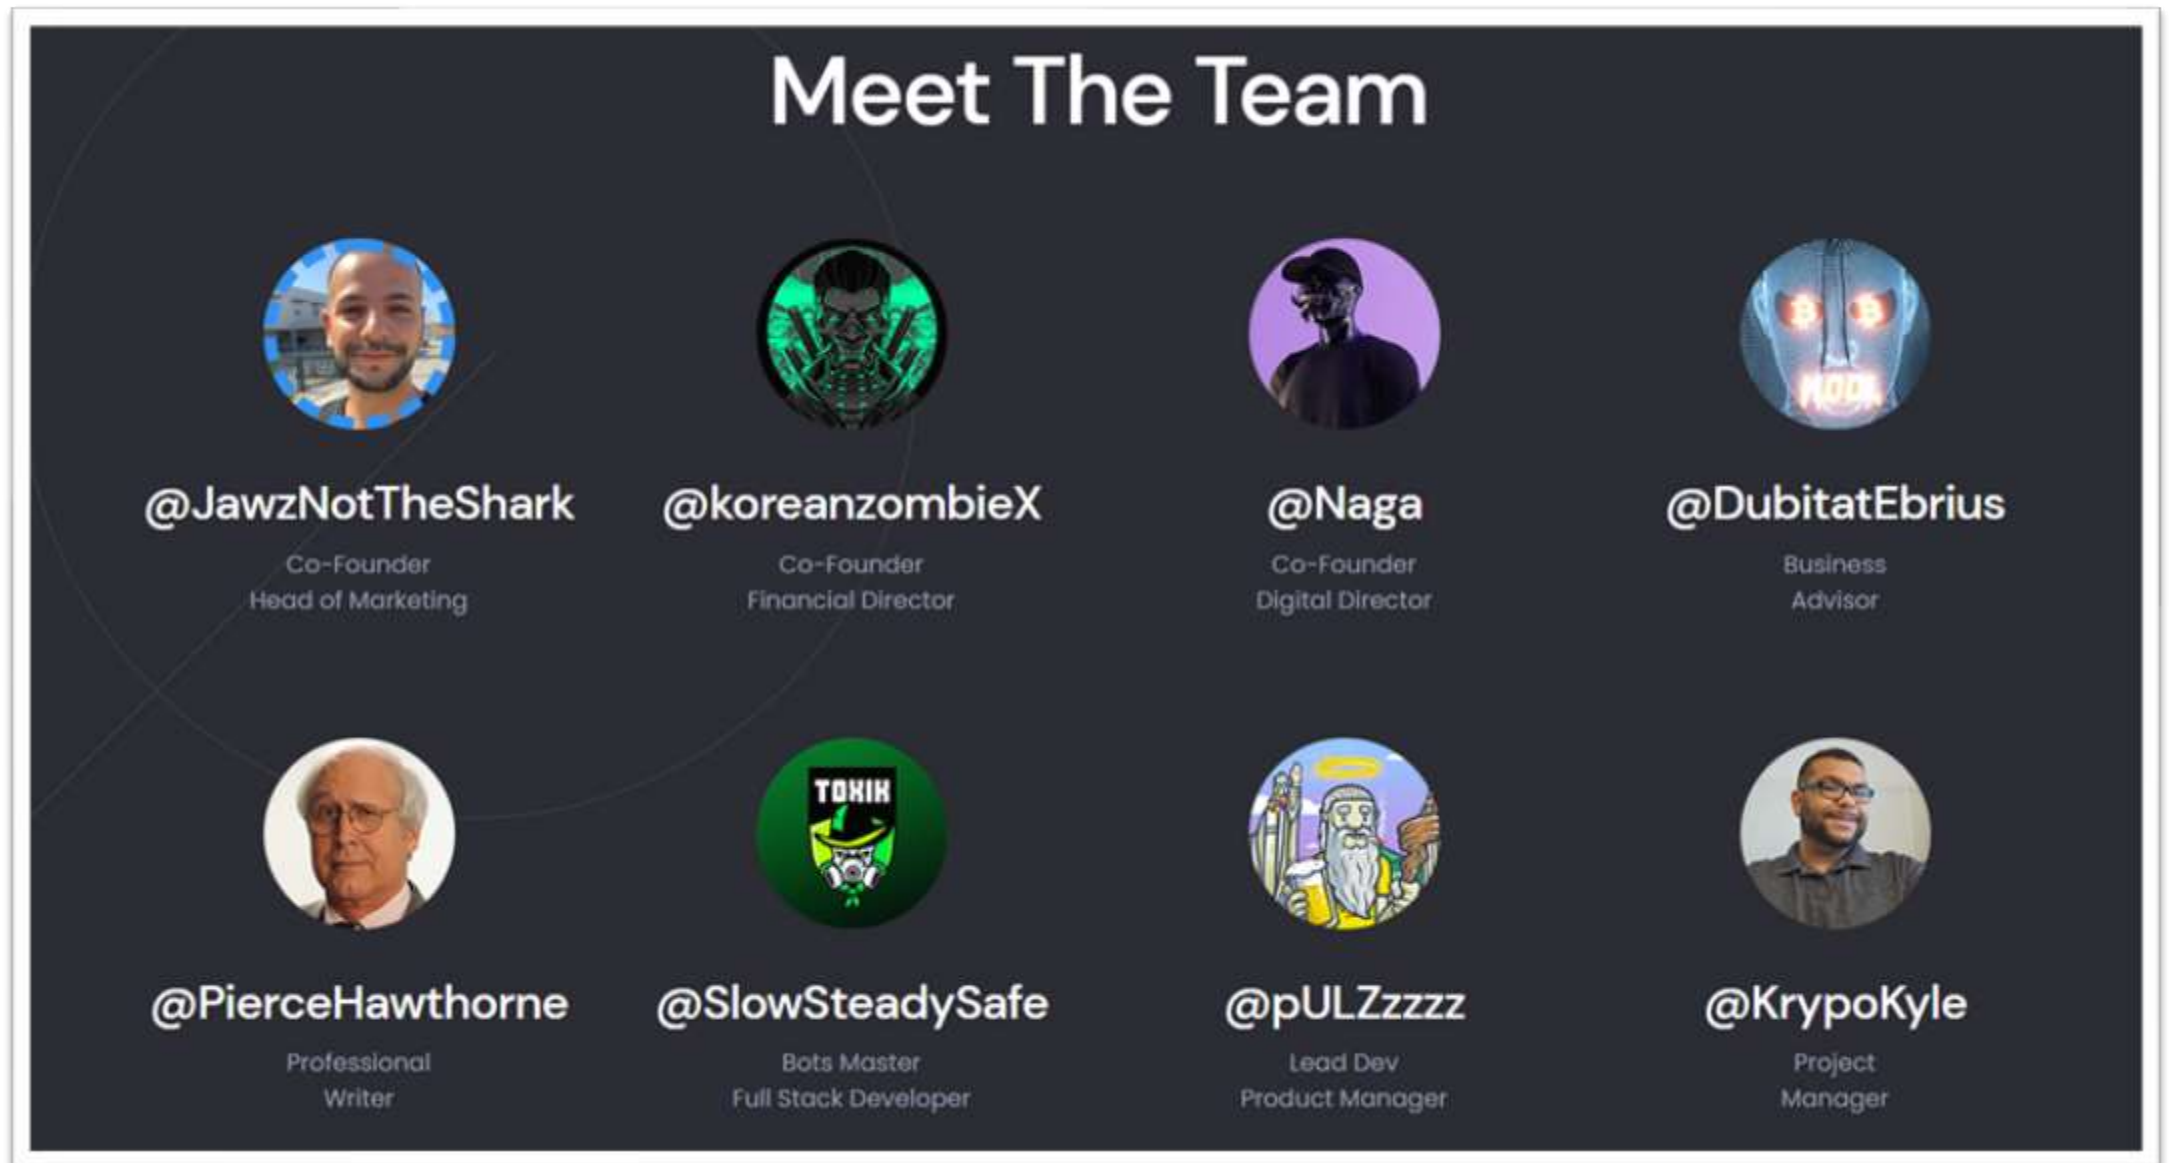 Meet The Team
@JawzNotTheShark
Co-Founder
Head of Marketing
@koreanzombieX
Co-Founder
Financial Director
@Naga
Co-Founder
Digital Director
HODL
@DubitatEbrius
Business
Advisor
@PierceHawthorne
Professional
Writer
TOXIK
@SlowSteadySafe
Bots Master
Full Stack Developer
@pULZzzzz
Lead Dev
Product Manager
@KrypoKyle
Project
Manager